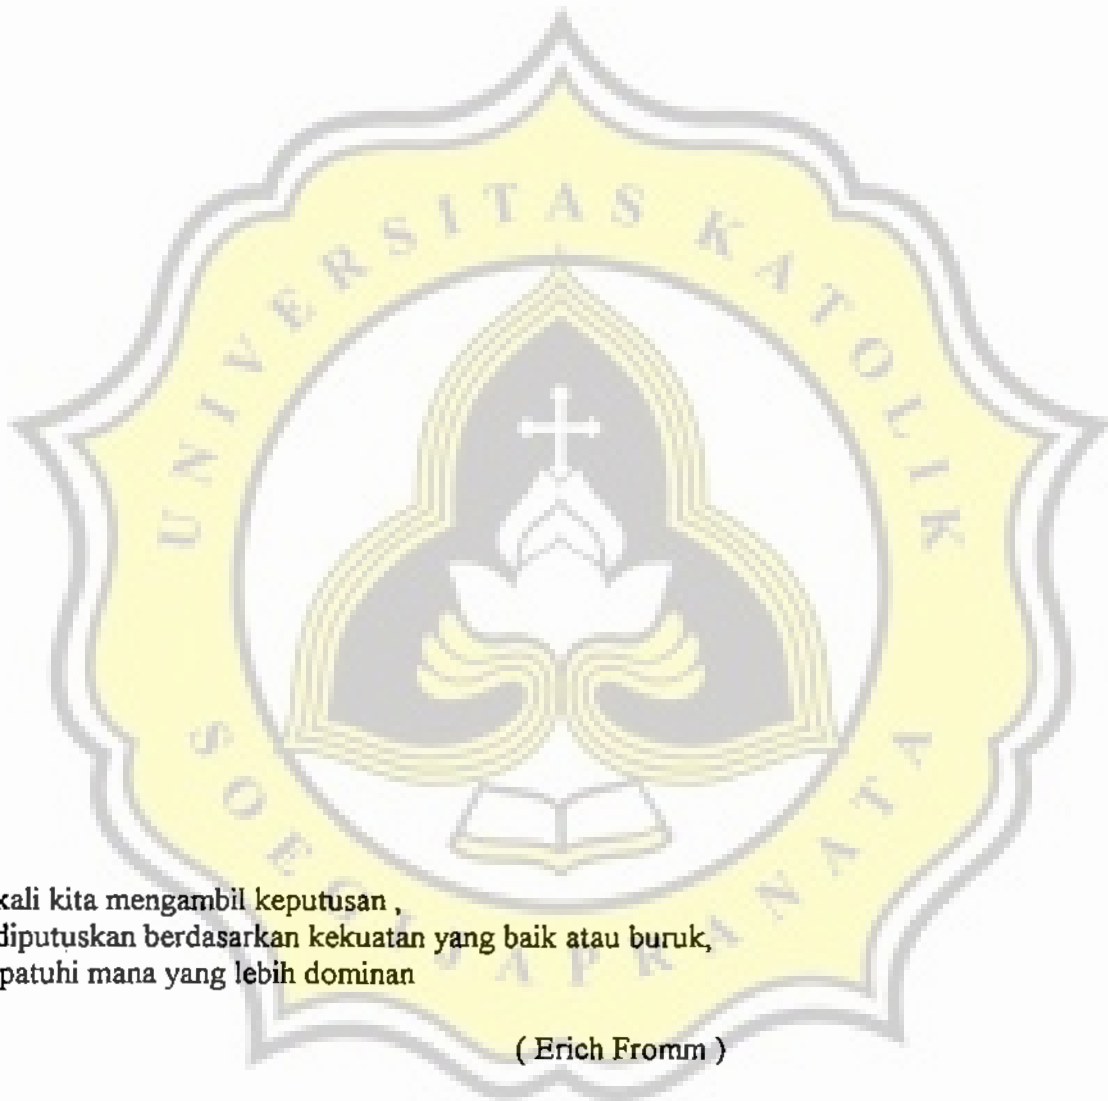 UNIVERSITAS KATOLIK
SOEGIJAPRANATA
kali kita mengambil keputusan ,
diputuskan berdasarkan kekuatan yang baik atau buruk,
patuhi mana yang lebih dominan
( Erich Fromm )